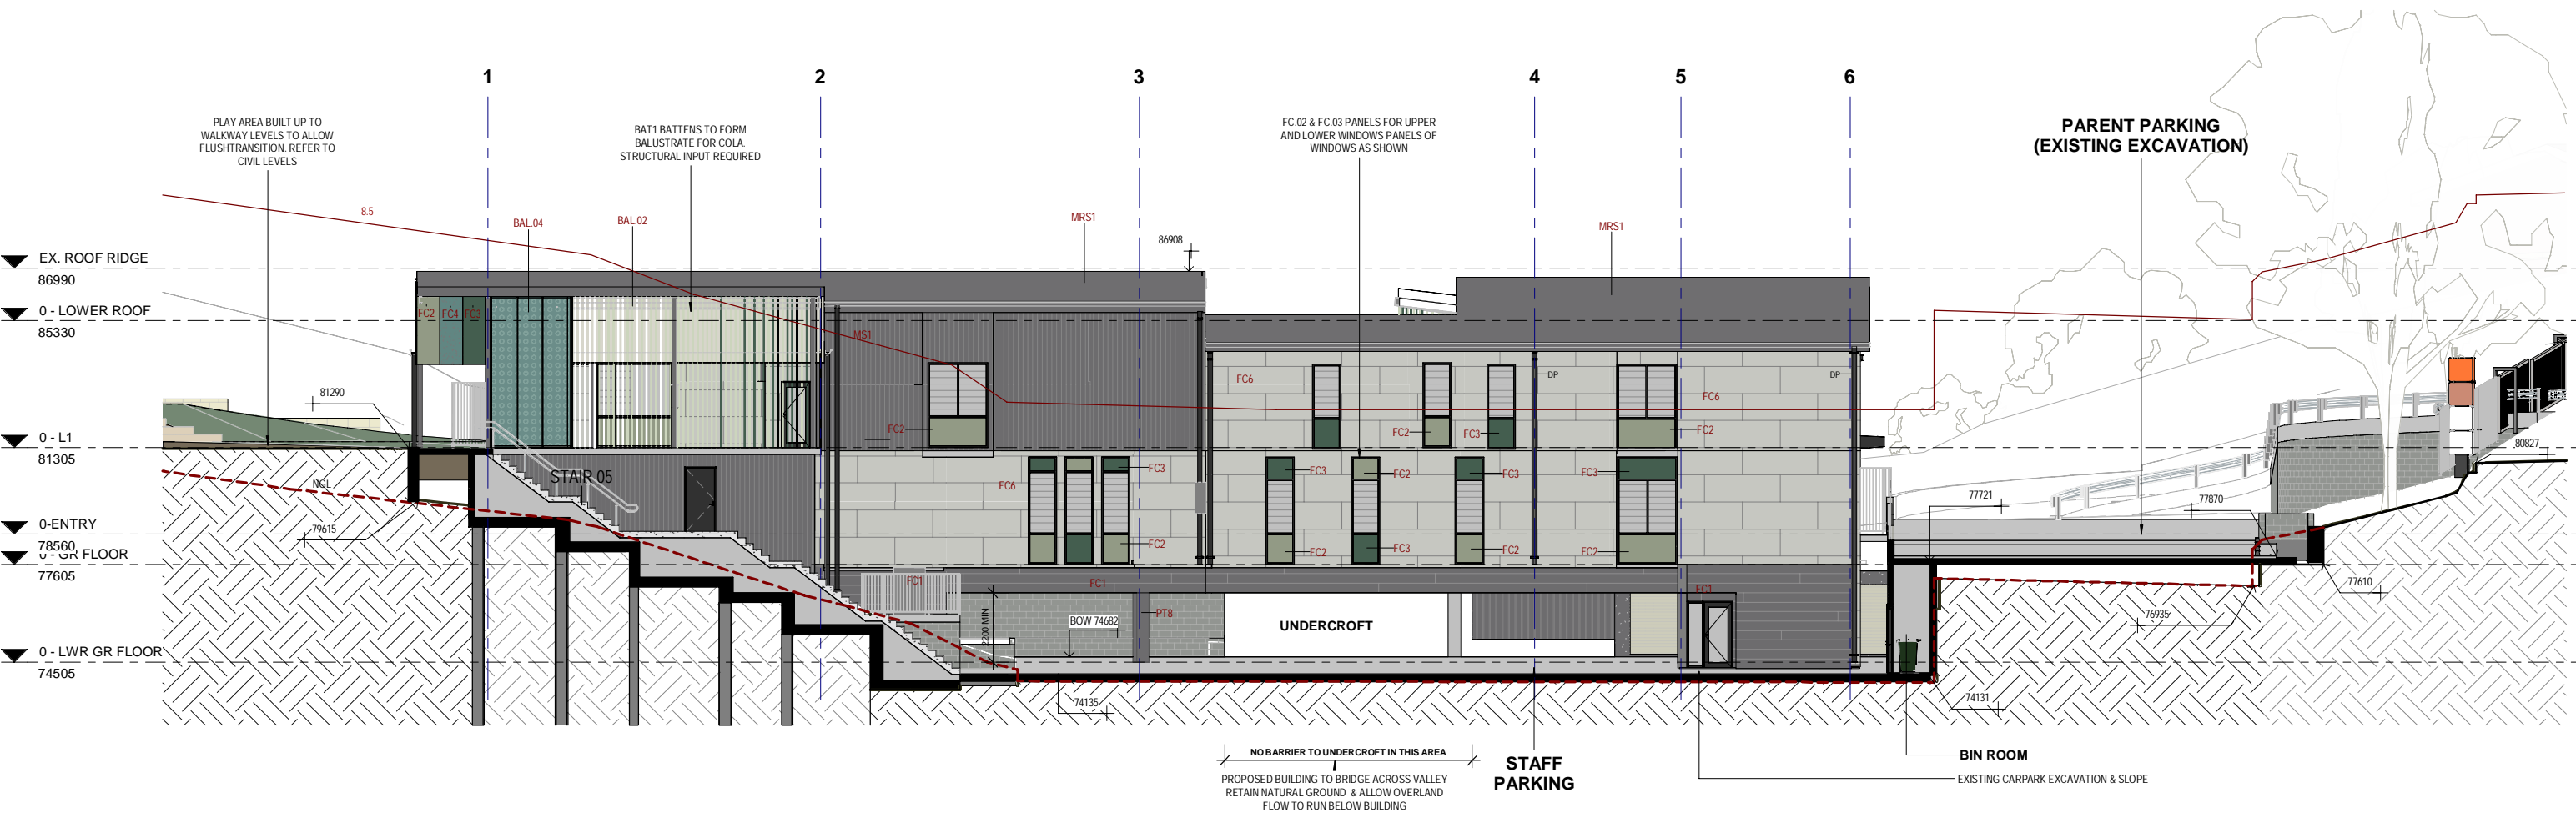 1
2
3
4
5
6
PLAY AREA BUILT UP TO
WALKWAY LEVELS TO ALLOW
FLUSHTRANSITION. REFER TO
CIVIL LEVELS
BAT1 BATTENS TO FORM
BALUSTRATE FOR COLA.
STRUCTURAL INPUT REQUIRED
FC.02 & FC.03 PANELS FOR UPPER
AND LOWER WINDOWS PANELS OF
WINDOWS AS SHOWN
PARENT PARKING
(EXISTING EXCAVATION)
8.5
BAL.04
BAL.02
MRS1
86908
MRS1
EX. ROOF RIDGE
86990
0 - LOWER ROOF
85330
FC2
FC4
FC3
MS1
DP
DP
FC6
FC6
81290
FC2
FC2
FC3
FC2
0 - L1
81305
80827
STAIR 05
NGL
FC6
FC3
FC3
FC2
FC3
FC3
77721
77870
0-ENTRY
78560
79615
FC2
FC2
FC3
FC2
FC2
0 - GR FLOOR
77605
FC1
FC1
FC1
77610
2200 MIN
BOW 74682
PT8
UNDERCROFT
76935
0 - LWR GR FLOOR
74505
74135
74131
NO BARRIER TO UNDERCROFT IN THIS AREA
PROPOSED BUILDING TO BRIDGE ACROSS VALLEY
RETAIN NATURAL GROUND & ALLOW OVERLAND
FLOW TO RUN BELOW BUILDING
STAFF
PARKING
BIN ROOM
EXISTING CARPARK EXCAVATION & SLOPE